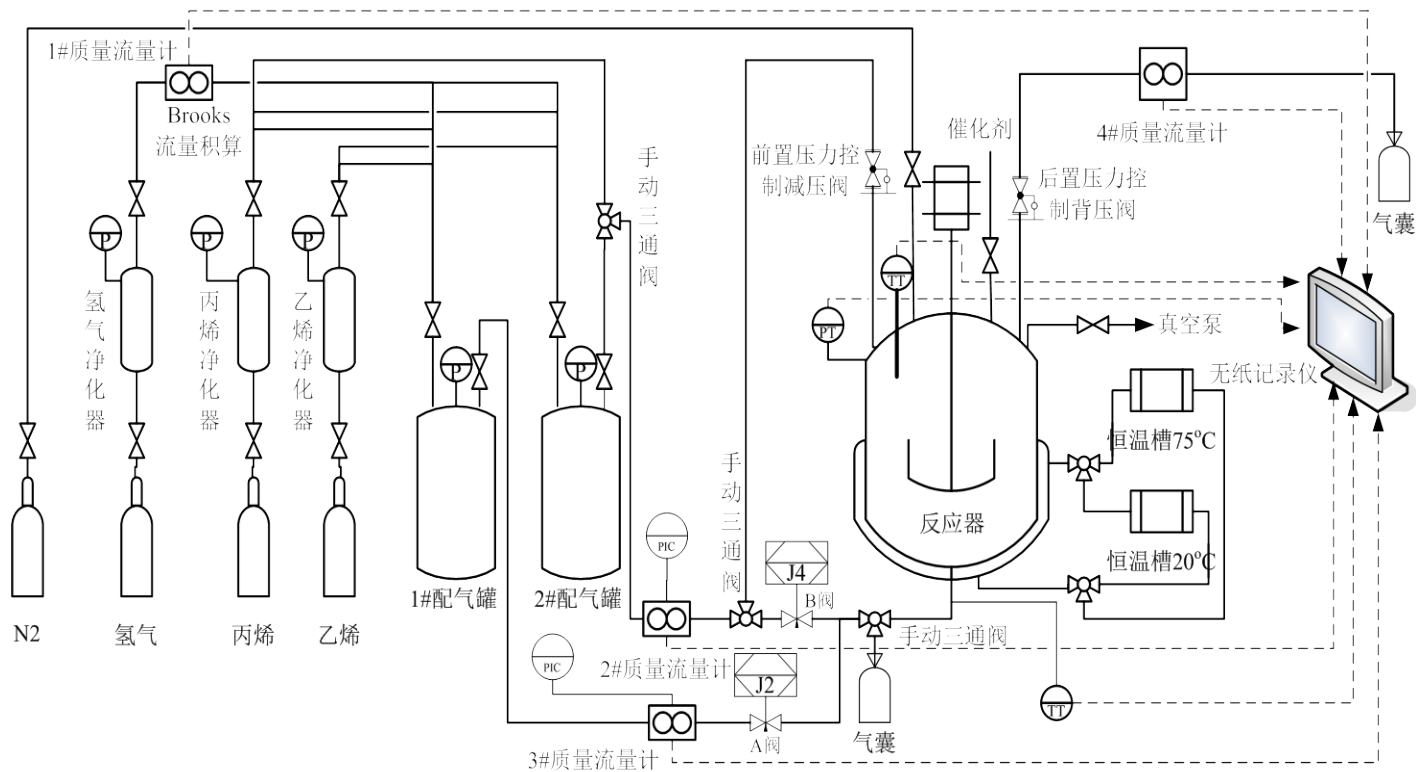 1#质量流量计
Brooks
流量积算
P
P
P
氢气净化器
丙烯净化器
乙烯净化器
N2
氢气
丙烯
乙烯
手动三通阀
P
P
1#配气罐
2#配气罐
前置压力控
制减压阀
催化剂
后置压力控
制背压阀
4#质量流量计
气囊
TT
PT
真空泵
无纸记录仪
恒温槽75°C
恒温槽20°C
反应器
手动三通阀
PIC
J4
B阀
手动三通阀
2#质量流量计
PIC
J2
A阀
气囊
TT
3#质量流量计